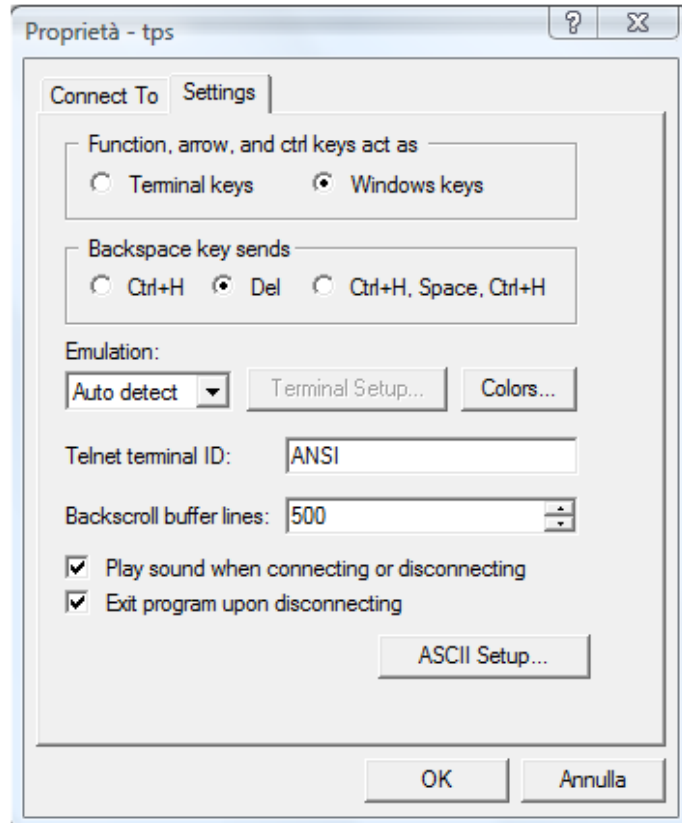 Proprietà - tps
Connect To Settings
Function, arrow, and ctrl keys act as
Terminal keys Windows keys
Backspace key sends
Ctrl+H Del Ctrl+H, Space, Ctrl+H
Emulation:
Auto detect Terminal Setup... Colors...
Telnet terminal ID: ANSI
Backscroll buffer lines: 500
Play sound when connecting or disconnecting
Exit program upon disconnecting
ASCII Setup...
OK Annulla